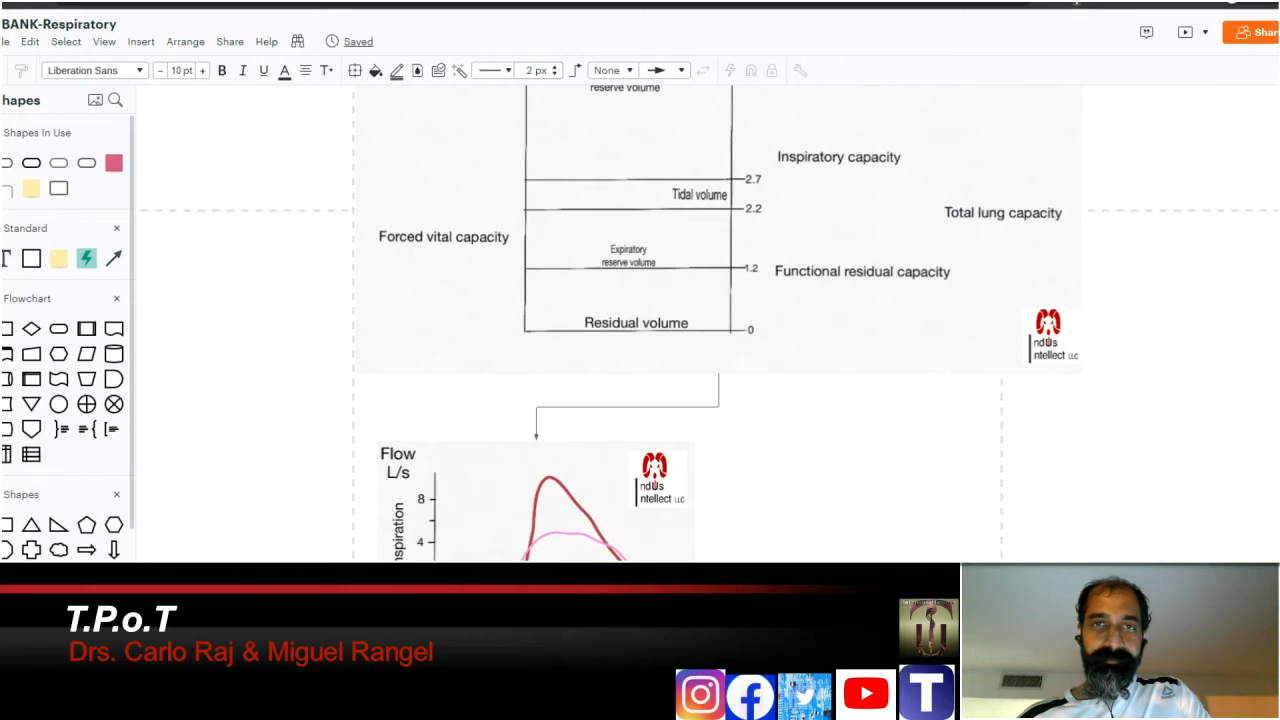 BANK-Respiratory
le Edit Select View Insert Arrange Share Help Saved
Shar
Liberation Sans − 10 pt + B I U A T 2 px None
hapes
Shapes In Use
Standard
T
Flowchart
Shapes
reserve volume
Inspiratory capacity
2.7
Tidal volume
2.2
Total lung capacity
Forced vital capacity
Expiratory
reserve volume
1.2
Functional residual capacity
Residual volume
0
ndUs
ntellect LLC
Flow
L/s
8
4
nspiration
ndUs
ntellect LLC
T.P.o.T
Drs. Carlo Raj & Miguel Rangel
T